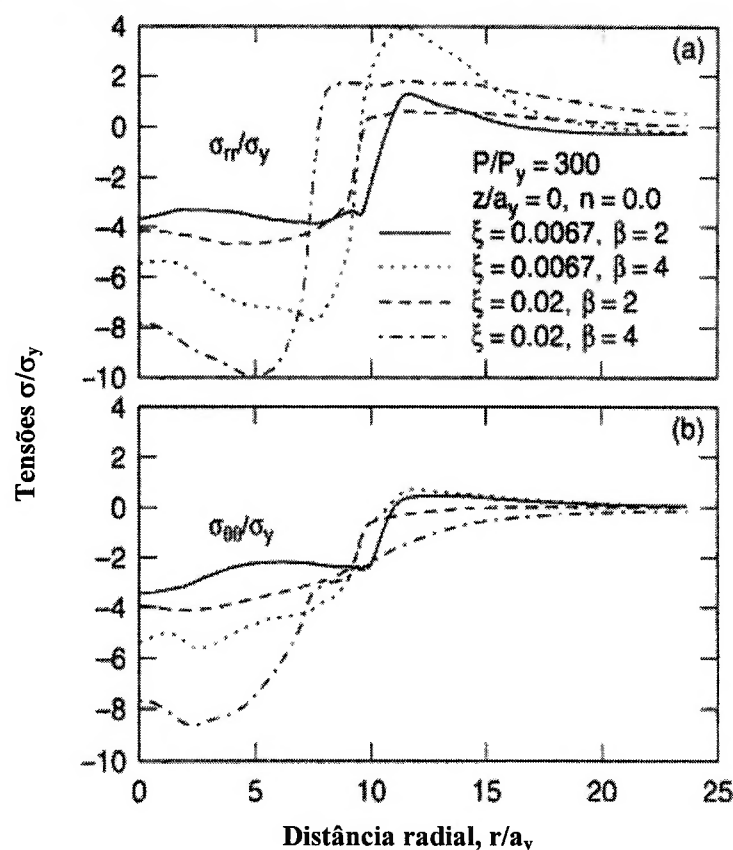 4
2
0
−2
−4
−6
−8
−10
(a)
σrr/σy
P/Py = 300
z/ay = 0, n = 0.0
ξ = 0.0067, β = 2
ξ = 0.0067, β = 4
ξ = 0.02, β = 2
ξ = 0.02, β = 4
Tensões σ/σy
4
2
0
−2
−4
−6
−8
−10
(b)
σθθ/σy
0 5 10 15 20 25
Distância radial, r/ay